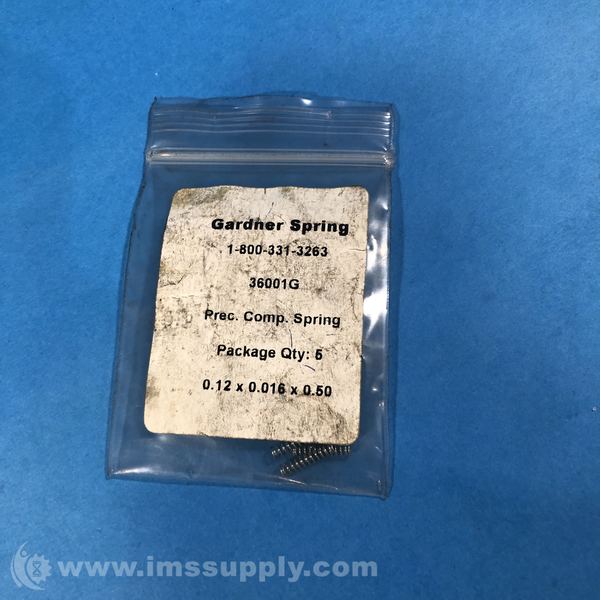 Gardner Spring
1-800-331-3263
36001G
Prec. Comp. Spring
Package Qty: 5
0.12 x 0.016 x 0.50
www.imssupply.com